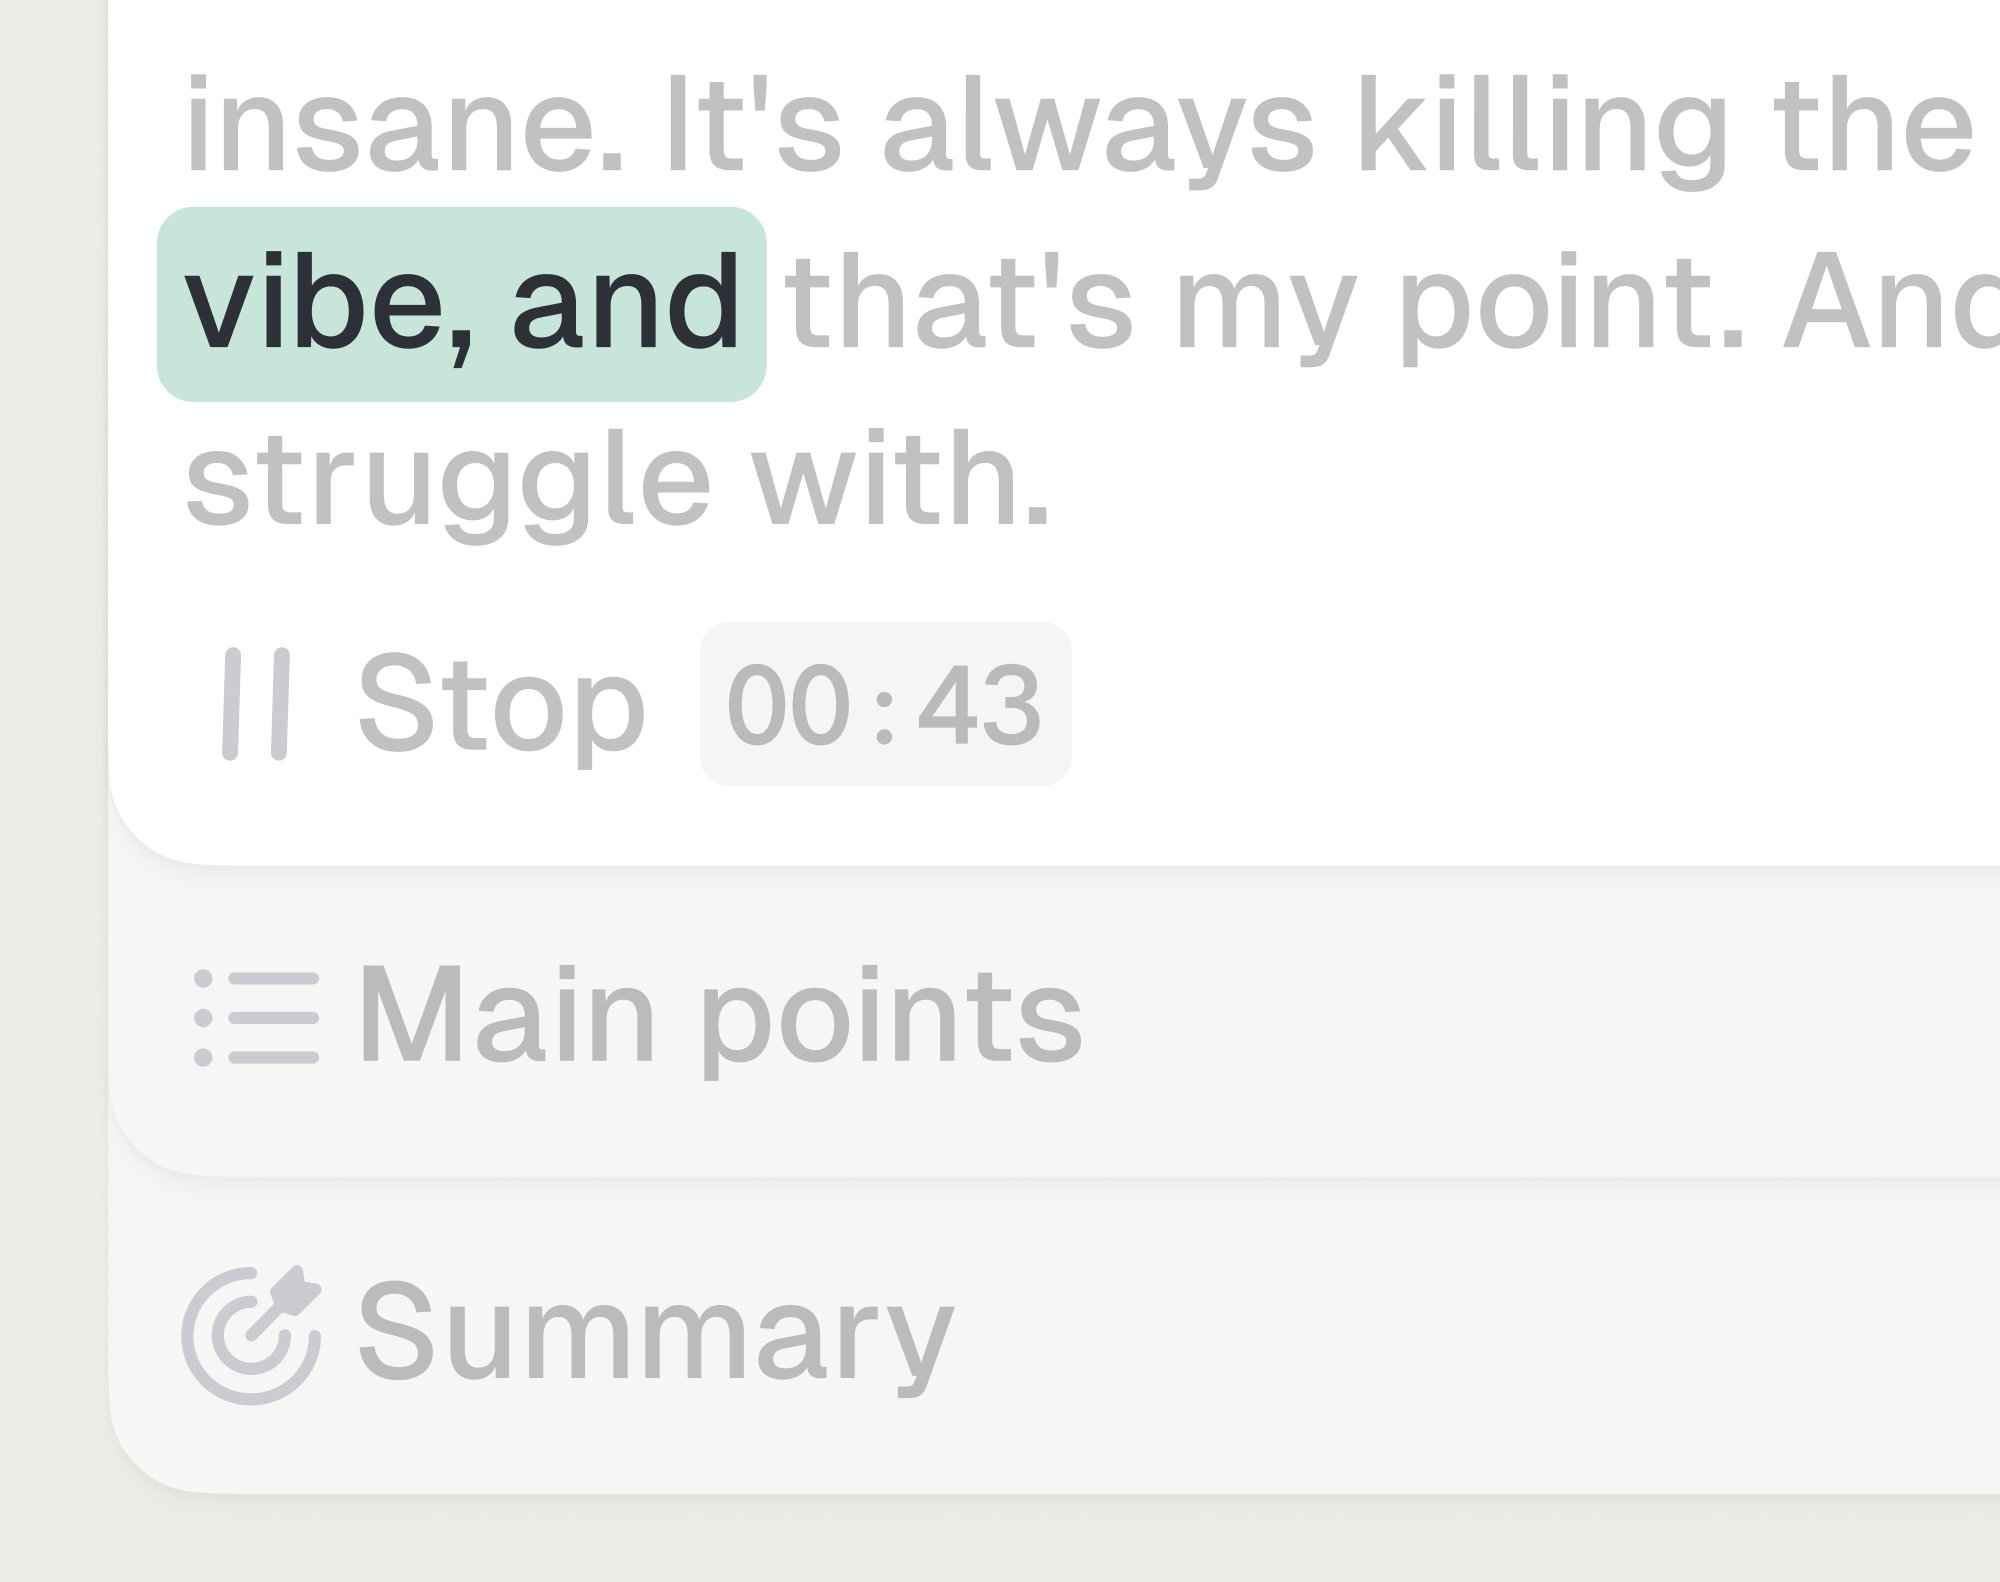 insane. It's always killing the
vibe, and that's my point. And
struggle with.
Stop 00:43
Main points
Summary